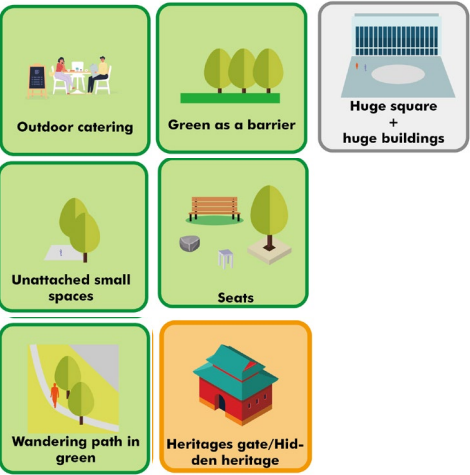 Outdoor catering
Green as a barrier
Huge square
+
huge buildings
Unattached small
spaces
Seats
Wandering path in
green
Heritages gate/Hid-
den heritage